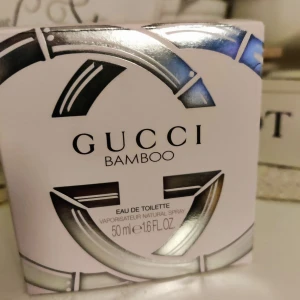 GUCCI
BAMBOO
EAU DE TOILETTE
VAPORISATEUR NATURAL SPRAY
50 ml ℮ 1.6 FL.OZ.